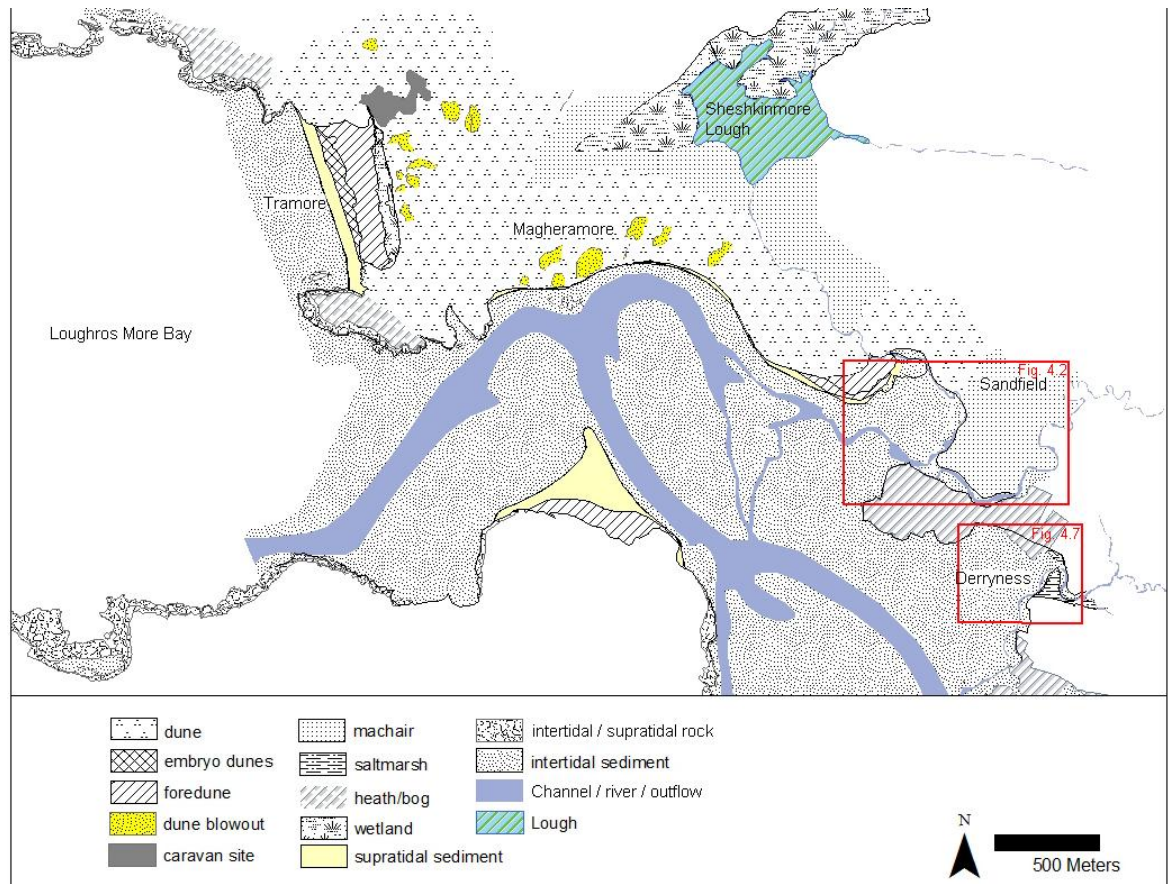 Sheshkinmore
Lough
Tramore
Magheramore.
Loughros More Bay
Fig. 4.2
Sandfield
Fig. 4.7
Derryness
dune
embryo dunes
foredune
dune blowout
caravan site
machair
saltmarsh
heath/bog
wetland
supratidal sediment
intertidal / supratidal rock
intertidal sediment
Channel / river / outflow
Lough
N
500 Meters